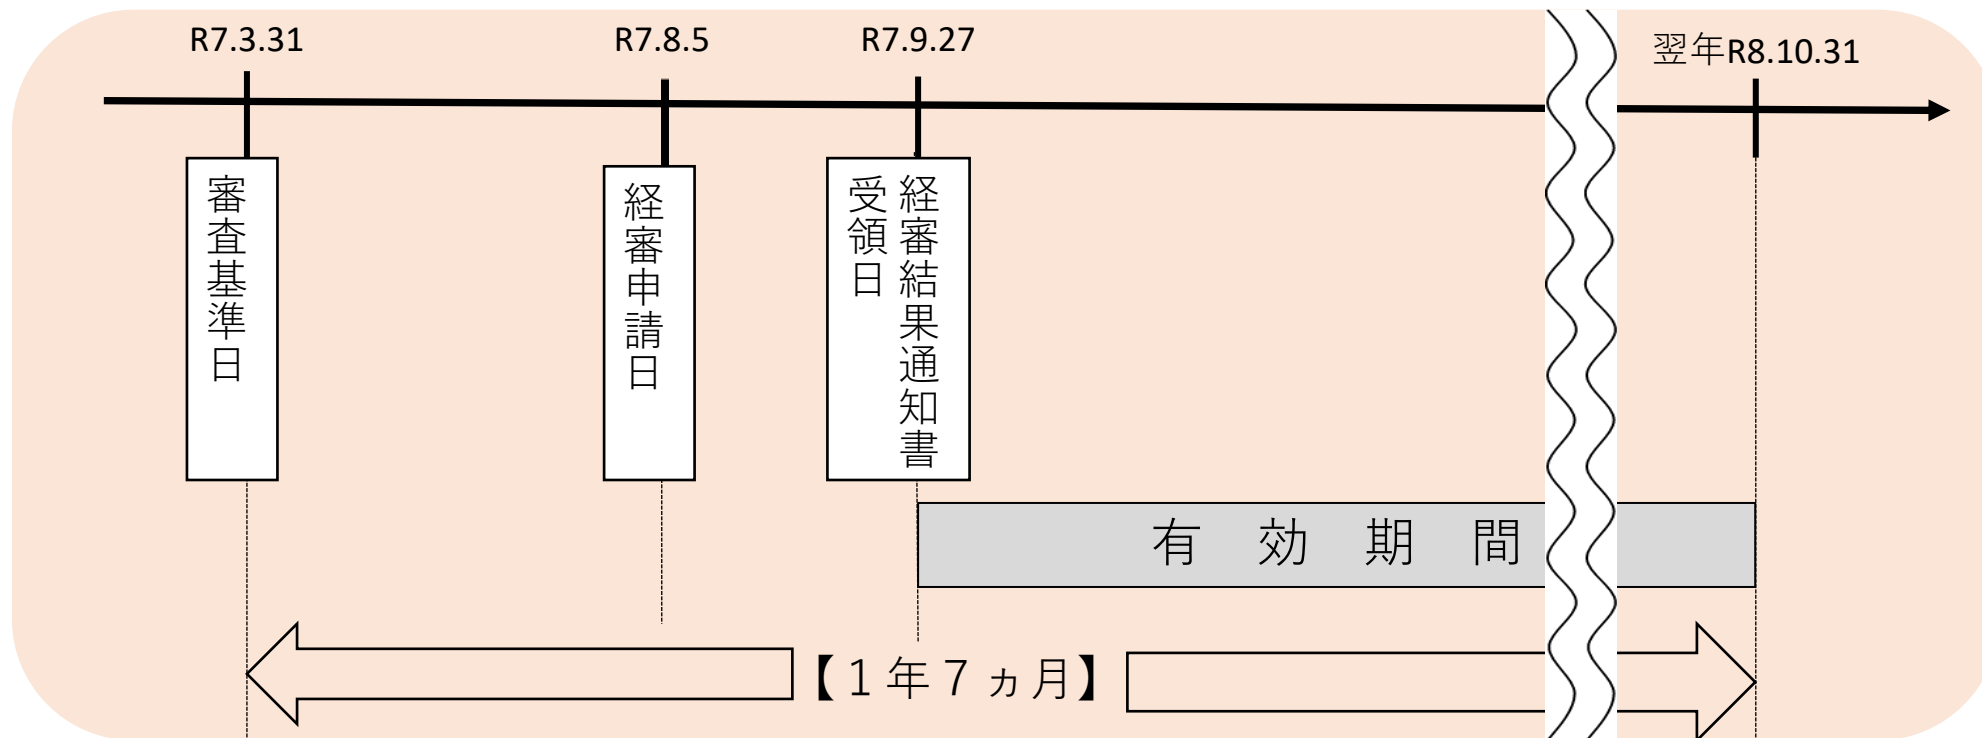 R7.3.31
R7.8.5
R7.9.27
翌年R8.10.31
審査基準日
経審申請日
経審結果通知書
受領日
有 効 期 間
【１年７ヵ月】